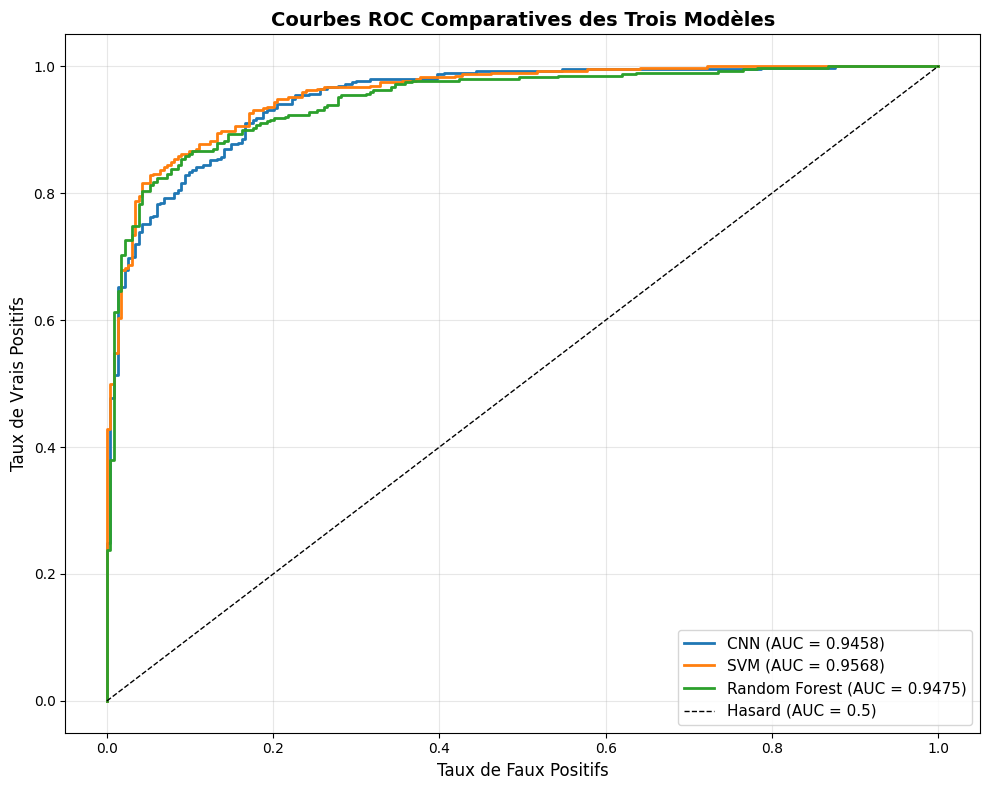 Courbes ROC Comparatives des Trois Modèles
Taux de Vrais Positifs
1.0
0.8
0.6
0.4
0.2
0.0
0.0 0.2 0.4 0.6 0.8 1.0
Taux de Faux Positifs
CNN (AUC = 0.9458)
SVM (AUC = 0.9568)
Random Forest (AUC = 0.9475)
Hasard (AUC = 0.5)